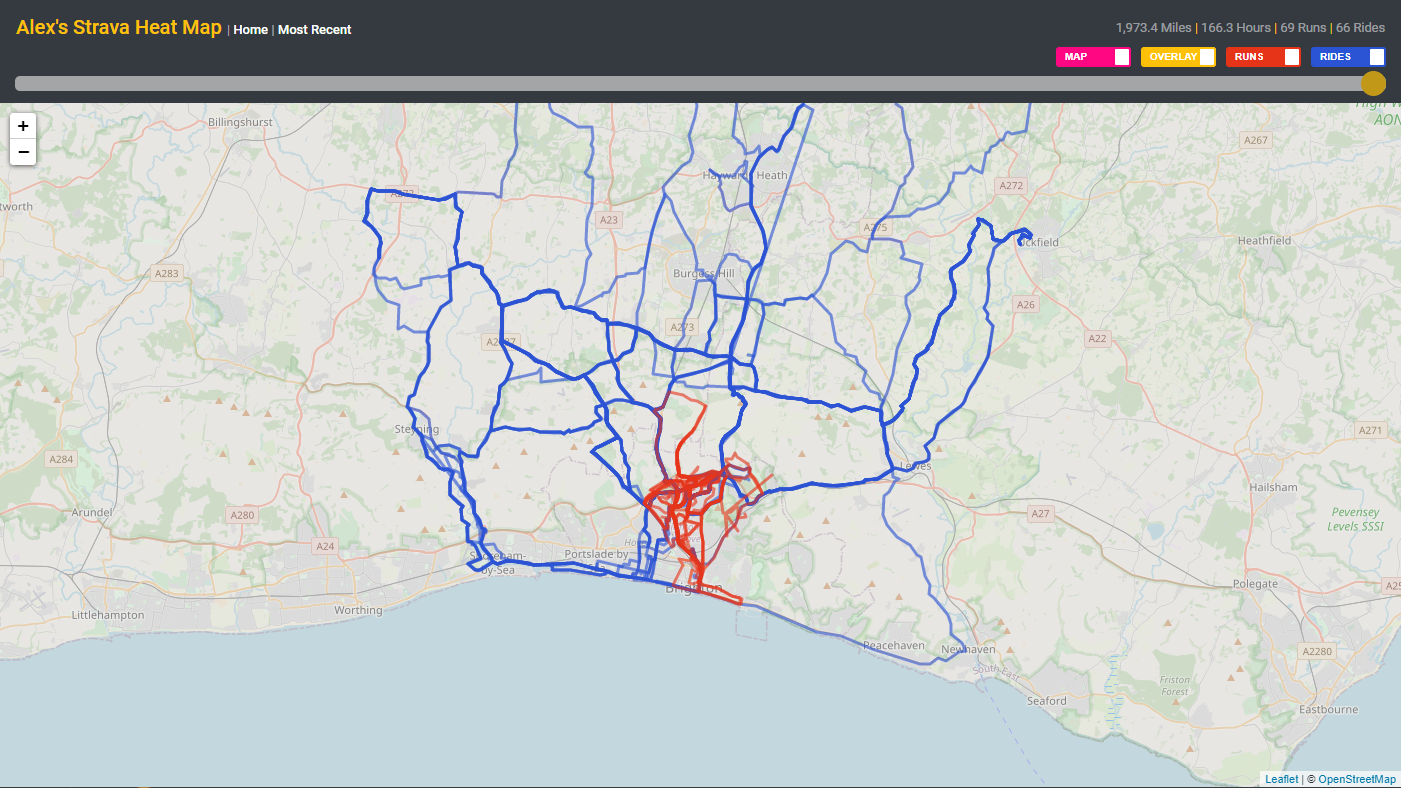 Alex's Strava Heat Map | Home | Most Recent
1,973.4 Miles | 166.3 Hours | 69 Runs | 66 Rides
MAP OVERLAY RUNS RIDES
+
−
Billingshurst
A267
A272
Haywards Heath
A272
A23
A275
Uckfield
Heathfield
A283
Burgess Hill
A26
A273
A22
Steyning
A271
A284
Lewes
Hailsham
Arundel
A280
A27
Pevensey
Levels SSSI
A24
Shoreham-
by-Sea
Portslade by
Polegate
Brighton
Littlehampton
Worthing
Peacehaven
Newhaven
A2280
South East
Friston
Forest
Seaford
Eastbourne
Leaflet | © OpenStreetMap